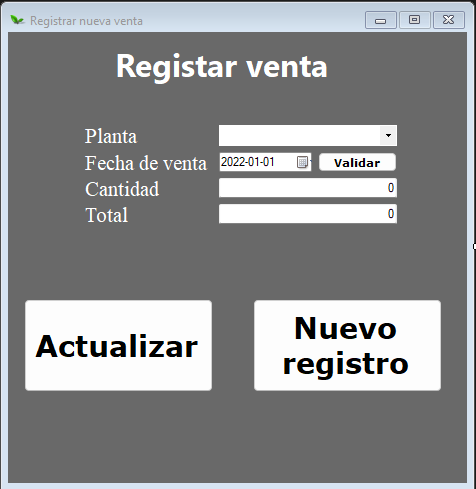 Registrar nueva venta
Registar venta
Planta
Fecha de venta 2022-01-01 Validar
Cantidad 0
Total 0
Actualizar
Nuevo
registro